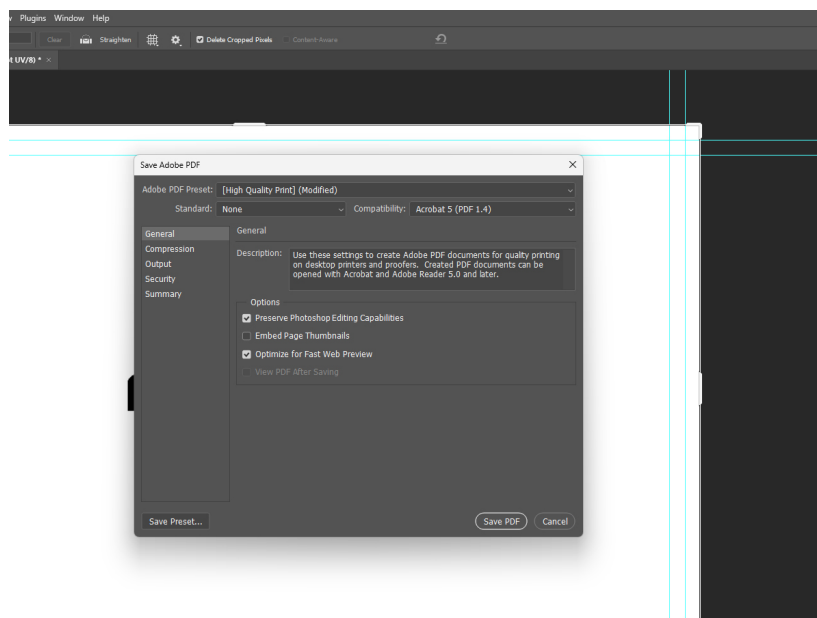 Plugins Window Help
Clear Straighten Delete Cropped Pixels Content-Aware
UV/8) * ×
Save Adobe PDF
Adobe PDF Preset: [High Quality Print] (Modified)
Standard: None Compatibility: Acrobat 5 (PDF 1.4)
General
Compression
Output
Security
Summary
General
Description: Use these settings to create Adobe PDF documents for quality printing
on desktop printers and proofers. Created PDF documents can be
opened with Acrobat and Adobe Reader 5.0 and later.
Options
Preserve Photoshop Editing Capabilities
Embed Page Thumbnails
Optimize for Fast Web Preview
View PDF After Saving
Save Preset... Save PDF Cancel